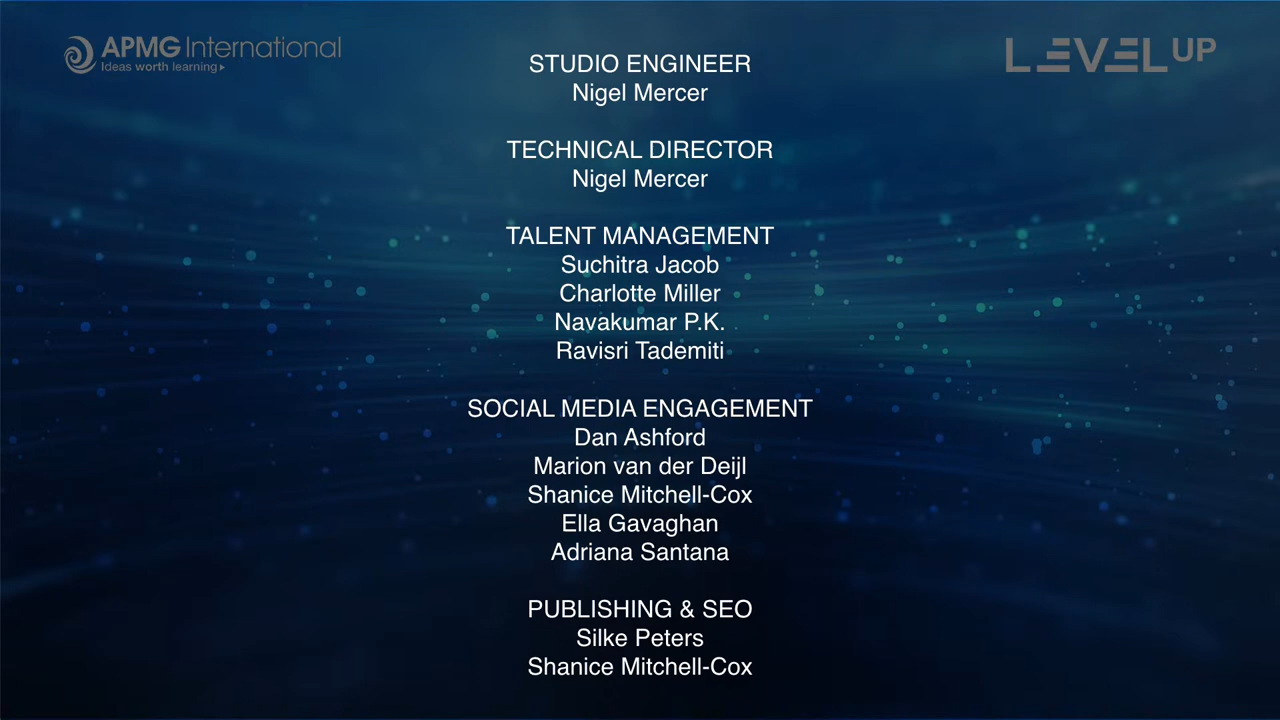 APMG International
Ideas worth learning
LEVEL UP
STUDIO ENGINEER
Nigel Mercer
TECHNICAL DIRECTOR
Nigel Mercer
TALENT MANAGEMENT
Suchitra Jacob
Charlotte Miller
Navakumar P.K.
Ravisri Tademiti
SOCIAL MEDIA ENGAGEMENT
Dan Ashford
Marion van der Deijl
Shanice Mitchell-Cox
Ella Gavaghan
Adriana Santana
PUBLISHING & SEO
Silke Peters
Shanice Mitchell-Cox